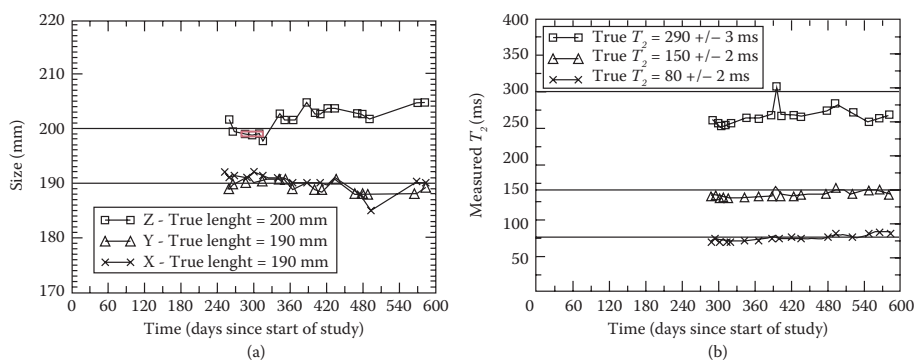 (a)
220
210
200
190
180
170
Size (mm)
Z - True lenght = 200 mm
Y - True lenght = 190 mm
X - True lenght = 190 mm
0 60 120 180 240 300 360 420 480 540 600
Time (days since start of study)
(a)
(b)
400
350
300
250
200
150
100
50
Measured T2 (ms)
True T2 = 290 +/− 3 ms
True T2 = 150 +/− 2 ms
True T2 = 80 +/− 2 ms
0 60 120 180 240 300 360 420 480 540 600
Time (days since start of study)
(b)